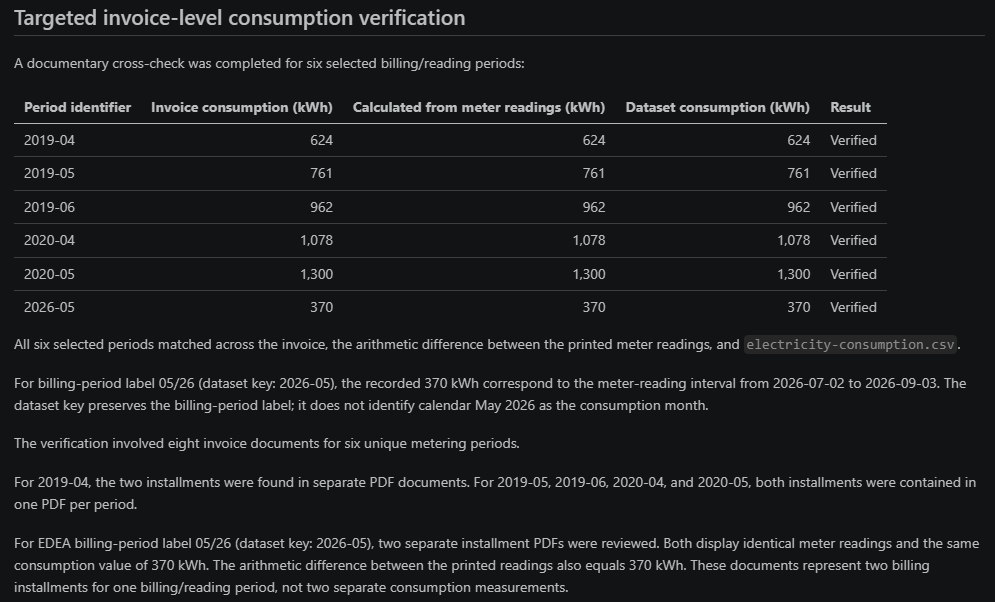 Targeted invoice-level consumption verification
A documentary cross-check was completed for six selected billing/reading periods:
Period identifier Invoice consumption (kWh) Calculated from meter readings (kWh) Dataset consumption (kWh) Result
2019-04 624 624 624 Verified
2019-05 761 761 761 Verified
2019-06 962 962 962 Verified
2020-04 1,078 1,078 1,078 Verified
2020-05 1,300 1,300 1,300 Verified
2026-05 370 370 370 Verified
All six selected periods matched across the invoice, the arithmetic difference between the printed meter readings, and electricity-consumption.csv.
For billing-period label 05/26 (dataset key: 2026-05), the recorded 370 kWh correspond to the meter-reading interval from 2026-07-02 to 2026-09-03. The
dataset key preserves the billing-period label; it does not identify calendar May 2026 as the consumption month.
The verification involved eight invoice documents for six unique metering periods.
For 2019-04, the two installments were found in separate PDF documents. For 2019-05, 2019-06, 2020-04, and 2020-05, both installments were contained in
one PDF per period.
For EDEA billing-period label 05/26 (dataset key: 2026-05), two separate installment PDFs were reviewed. Both display identical meter readings and the same
consumption value of 370 kWh. The arithmetic difference between the printed readings also equals 370 kWh. These documents represent two billing
installments for one billing/reading period, not two separate consumption measurements.